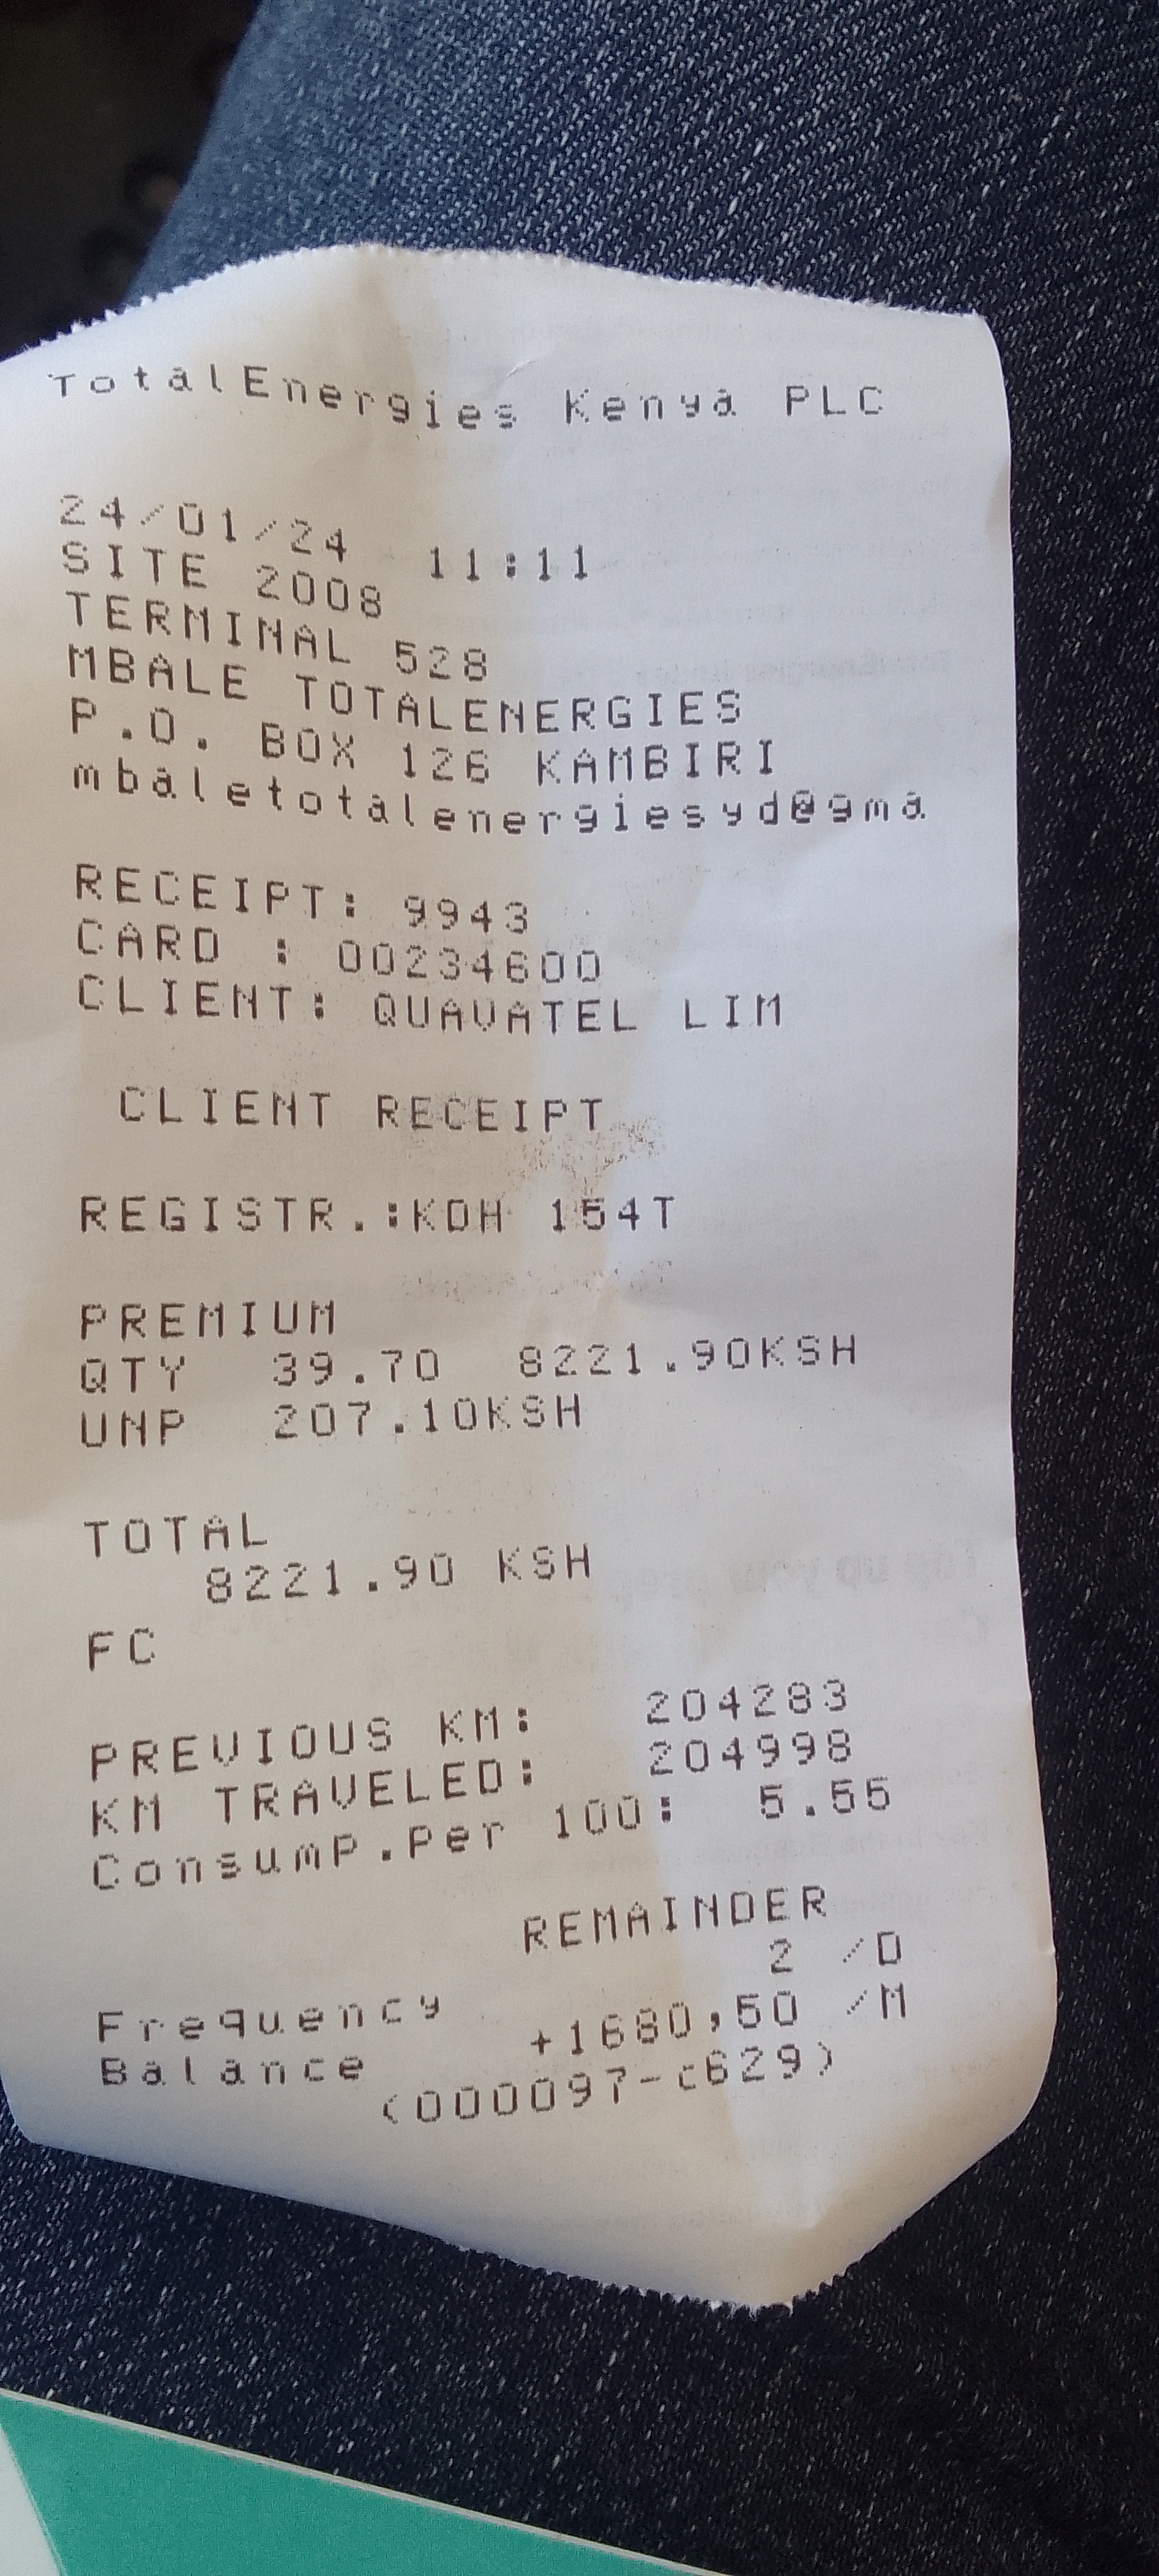 TotalEnergies Kenya PLC
24/01/24 11:11
SITE 2008
TERMINAL 528
MBALE TOTALENERGIES
P.O. BOX 126 KAMBIRI
mbaletotalenergiesyd@gma
RECEIPT: 9943
CARD : 00234600
CLIENT: QUAVATEL LIM
CLIENT RECEIPT
REGISTR.:KDH 154T
PREMIUM
QTY 39.70 8221.90KSH
UNP 207.10KSH
TOTAL
8221.90 KSH
FC
PREVIOUS KM: 204283
KM TRAVELED: 204998
Consump.Per 100: 5.55
REMAINDER
Frequency 2 /D
Balance +1680,50 /M
(000097-c629)